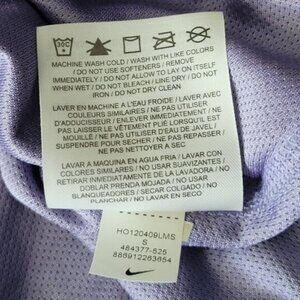 30C
MACHINE WASH COLD / WASH WITH LIKE COLORS
/ DO NOT USE SOFTENERS / REMOVE
IMMEDIATELY / DO NOT ALLOW TO LAY ON ITSELF
WHEN WET / DO NOT BLEACH / LINE DRY / DO NOT
IRON / DO NOT DRY CLEAN
LAVER EN MACHINE A L'EAU FROIDE / LAVER AVEC
COULEURS SIMILAIRES / NE PAS UTILISER
D'ADOUCISSEUR / ENLEVER IMMÉDIATEMENT / NE
PAS LAISSER LE VÊTEMENT PLIÉ LORSQU'IL EST
MOUILLÉ / NE PAS UTILISER D'EAU DE JAVEL /
SUSPENDRE POUR SECHER / NE PAS REPASSER /
NE PAS NETTOYER A SEC
LAVAR A MAQUINA EN AGUA FRIA / LAVAR CON
COLORES SIMILARES / NO USAR SUAVIZANTES /
RETIRAR INMEDIATAMENTE DE LA LAVADORA / NO
DOBLAR PRENDA MOJADA / NO USAR
BLANQUEADORES / SECAR COLGADO / NO
PLANCHAR / NO LAVAR EN SECO
HO120409LMS
S
484377-525
886912263654